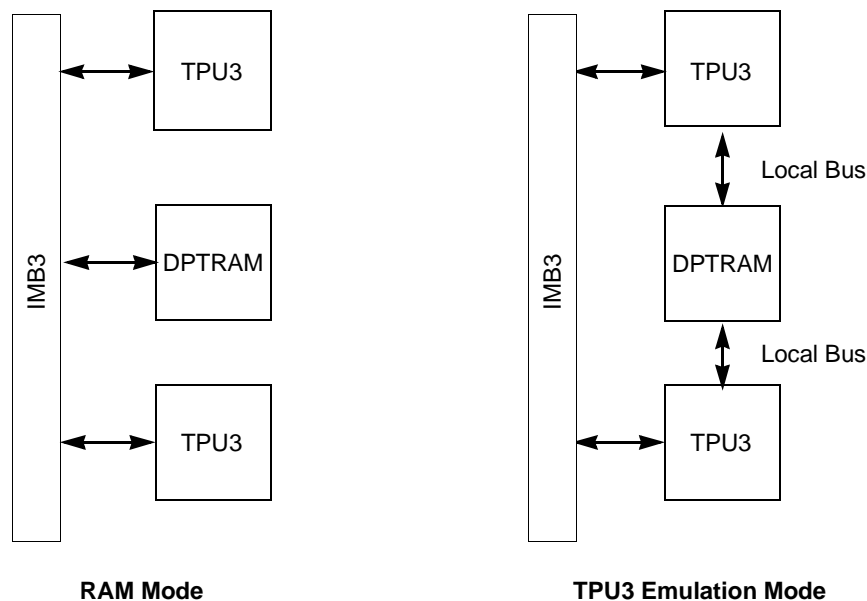 TPU3
TPU3
Local Bus
IMB3
DPTRAM
IMB3
DPTRAM
Local Bus
TPU3
TPU3
RAM Mode
TPU3 Emulation Mode